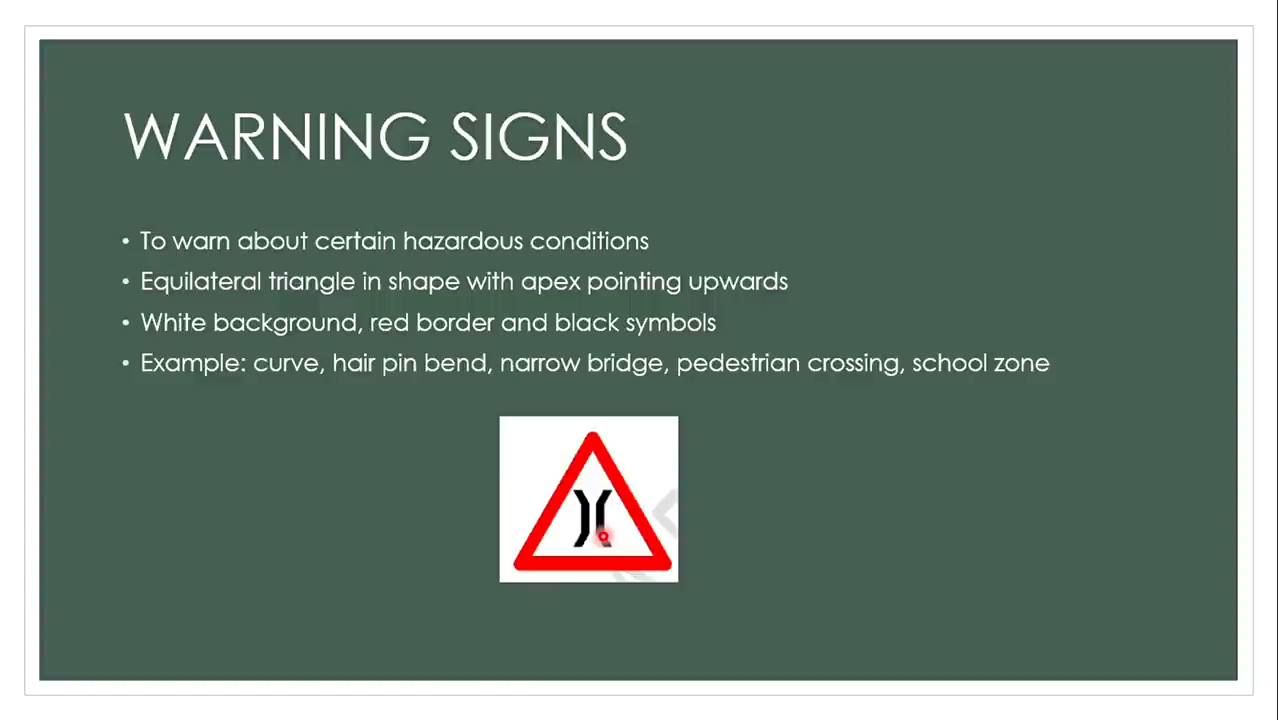 WARNING SIGNS
• To warn about certain hazardous conditions
• Equilateral triangle in shape with apex pointing upwards
• White background, red border and black symbols
• Example: curve, hair pin bend, narrow bridge, pedestrian crossing, school zone